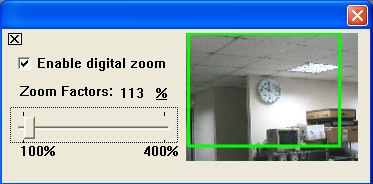 Enable digital zoom
Zoom Factors: 113 %
100% 400%